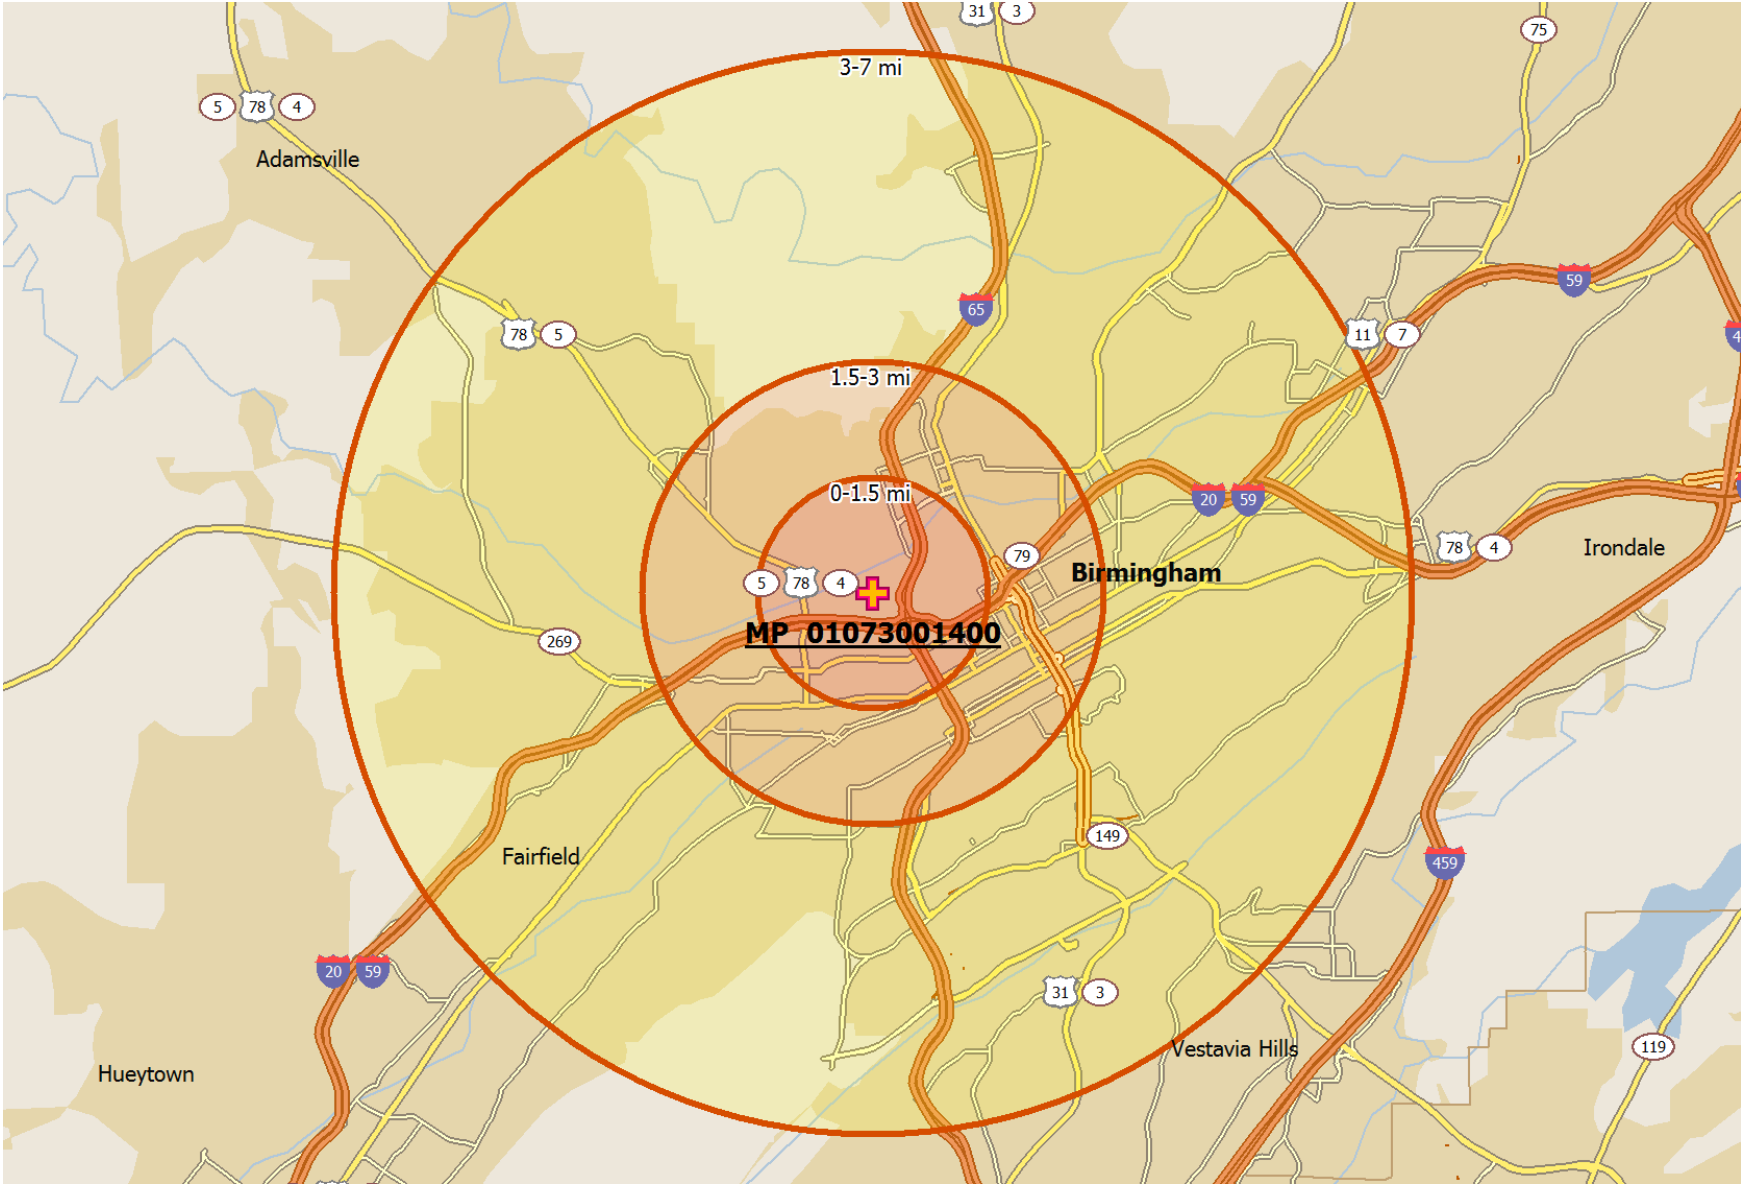 31 3
75
3-7 mi
5 78 4
Adamsville
59
65
78 5
11 7
4
1.5-3 mi
0-1.5 mi
20 59
79
78 4
Irondale
5 78 4
Birmingham
MP 01073001400
269
149
Fairfield
459
20 59
31 3
Vestavia Hills
119
Hueytown